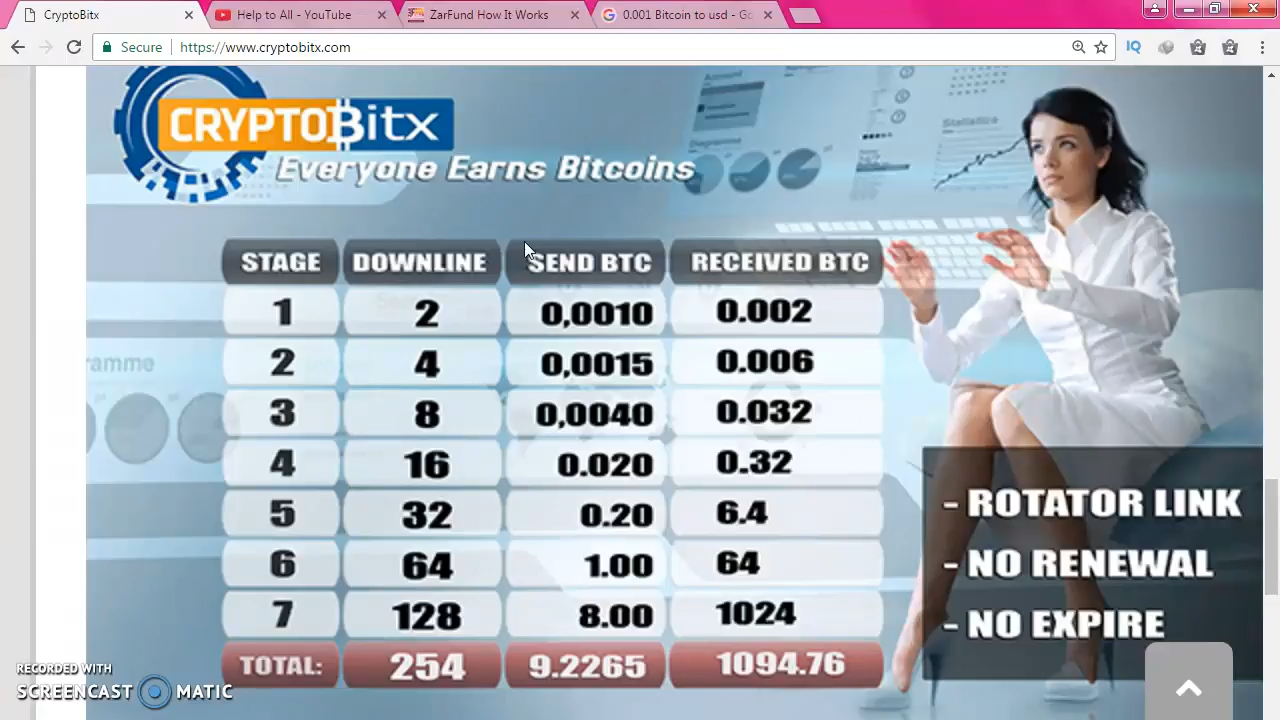 CryptoBitx
Help to All - YouTube
ZarFund How It Works
0.001 Bitcoin to usd - Go
Secure
https://www.cryptobitx.com
IQ
CRYPTOBitx
Everyone Earns Bitcoins
Account
Statistics
STAGE DOWNLINE SEND BTC RECEIVED BTC
1 2 0,0010 0.002
2 4 0,0015 0.006
3 8 0,0040 0.032
4 16 0.020 0.32
5 32 0.20 6.4
6 64 1.00 64
7 128 8.00 1024
TOTAL: 254 9.2265 1094.76
ramme
- ROTATOR LINK
- NO RENEWAL
- NO EXPIRE
RECORDED WITH
SCREENCAST MATIC